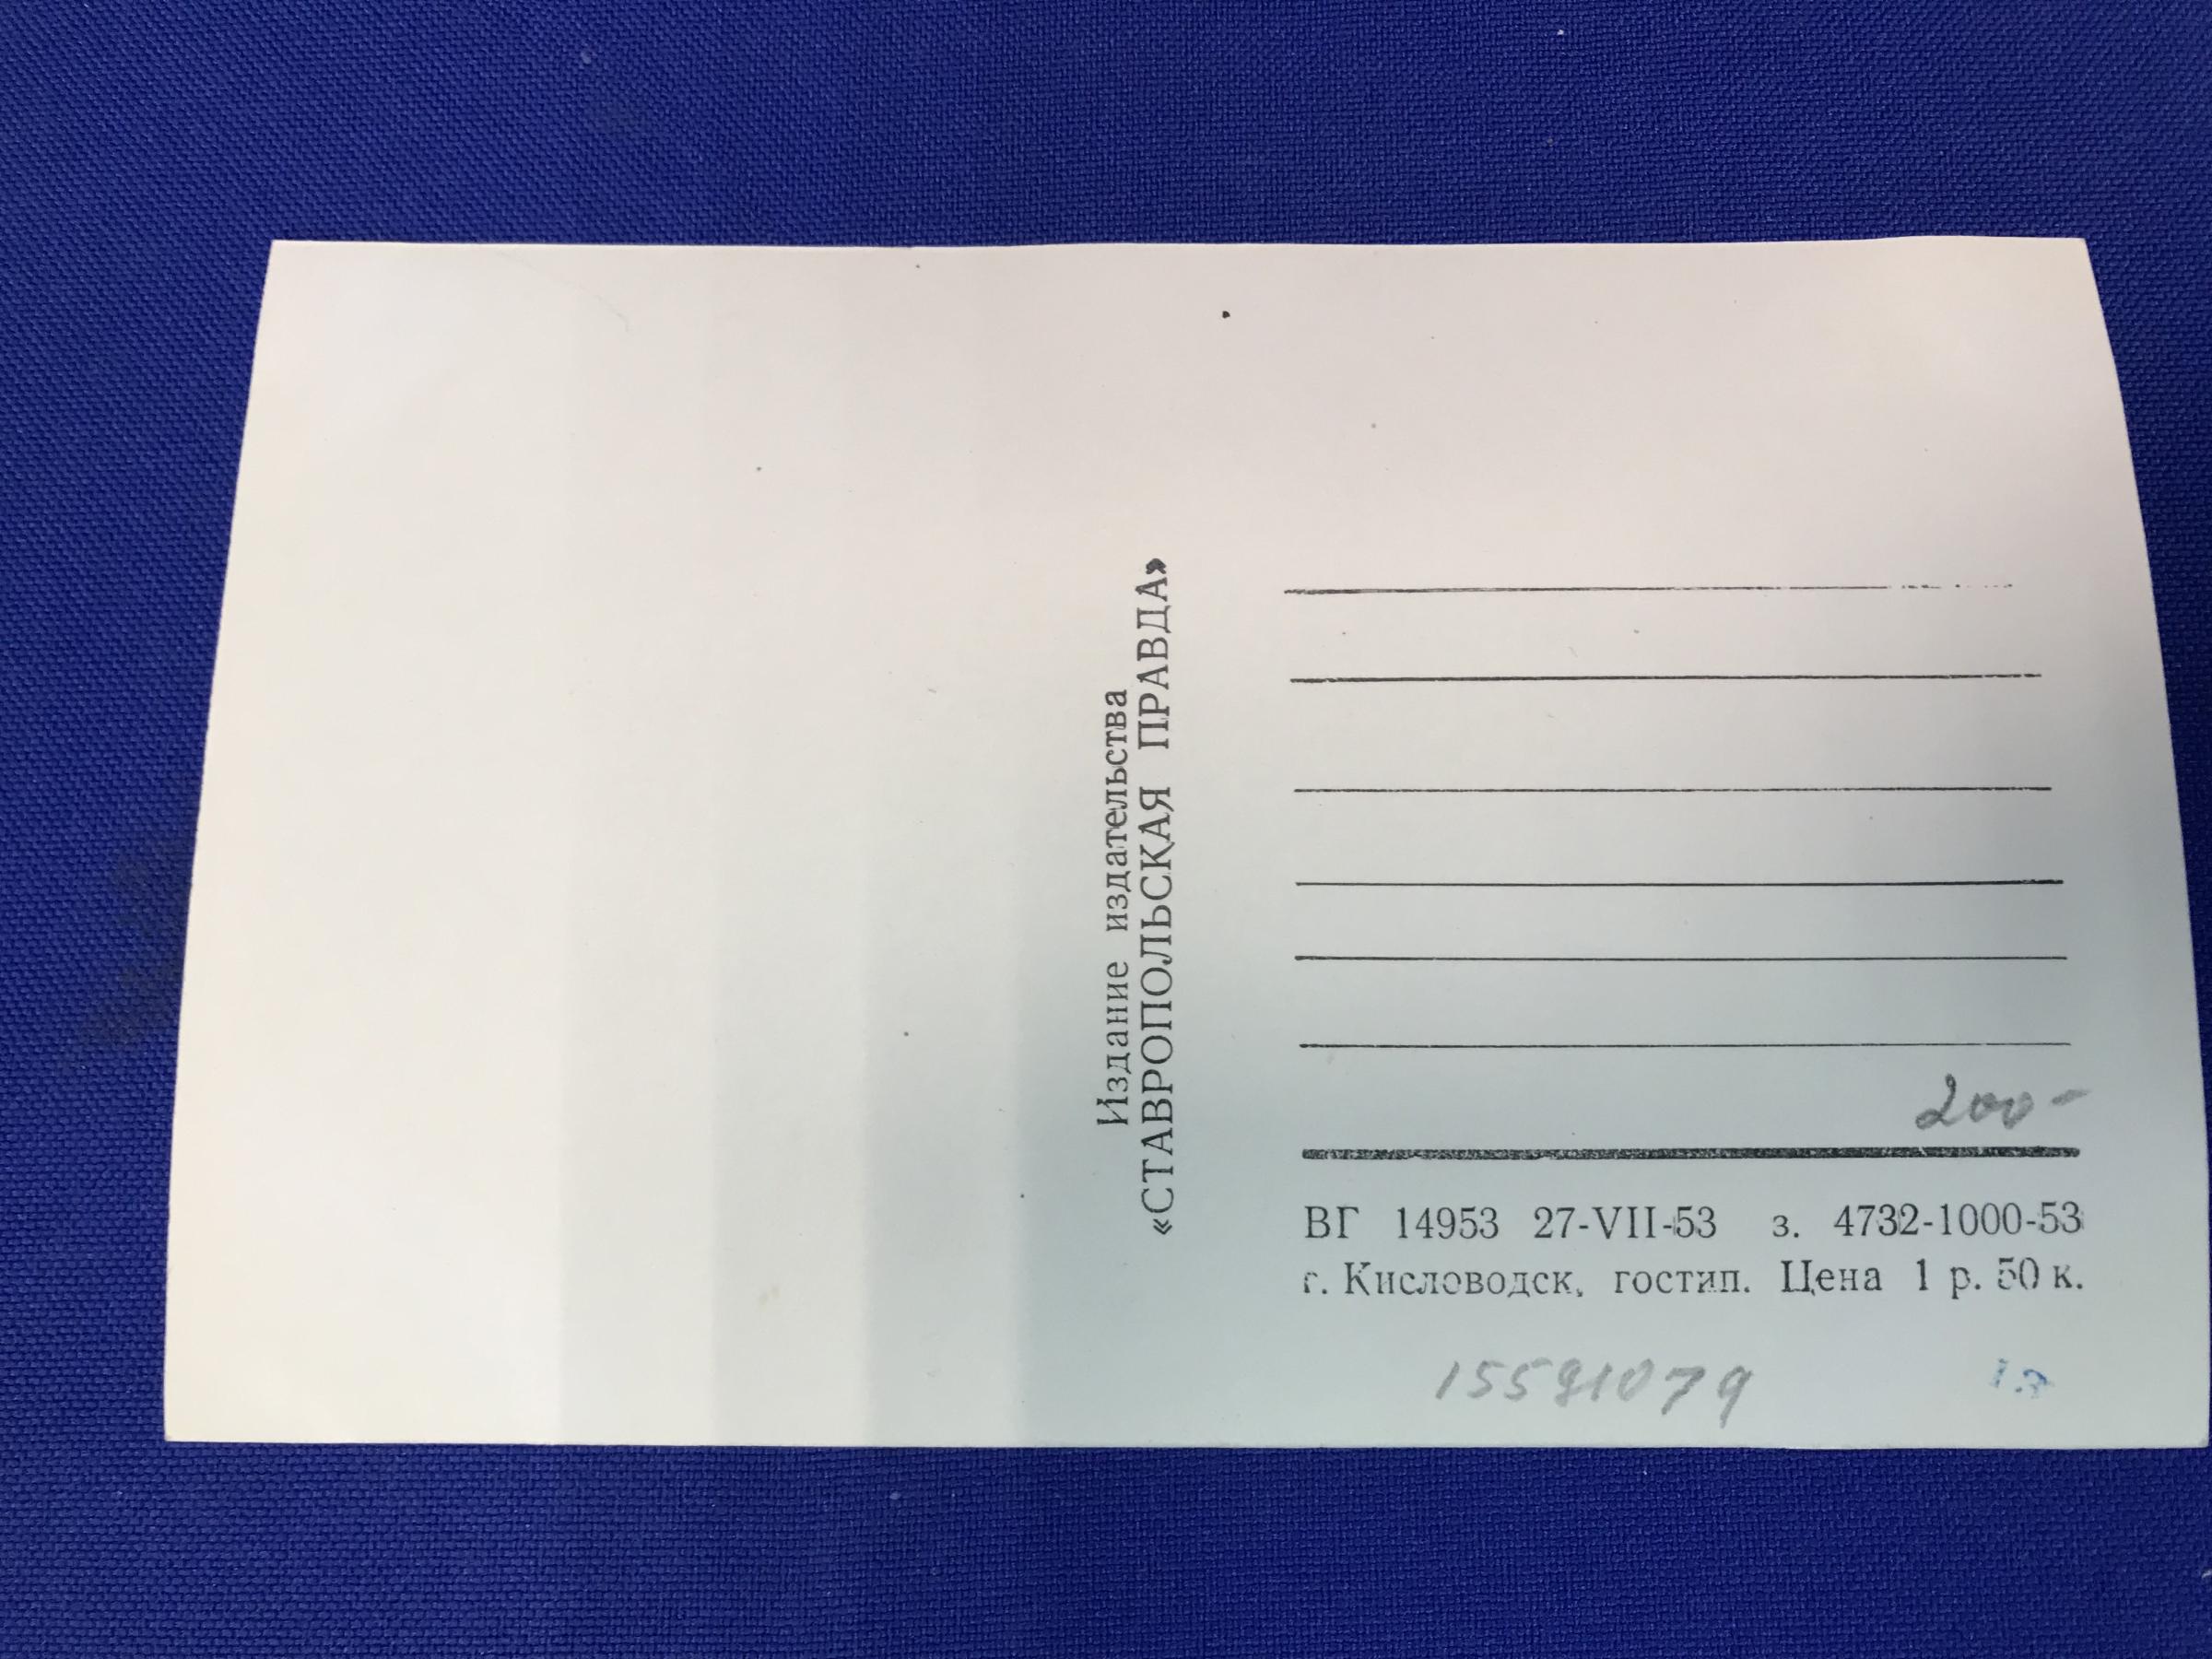 Издание издательства
«СТАВРОПОЛЬСКАЯ ПРАВДА»
200-
ВГ 14953 27-VII-53 з. 4732-1000-53
г. Кисловодск, гостип. Цена 1 р. 50 к.
15591079